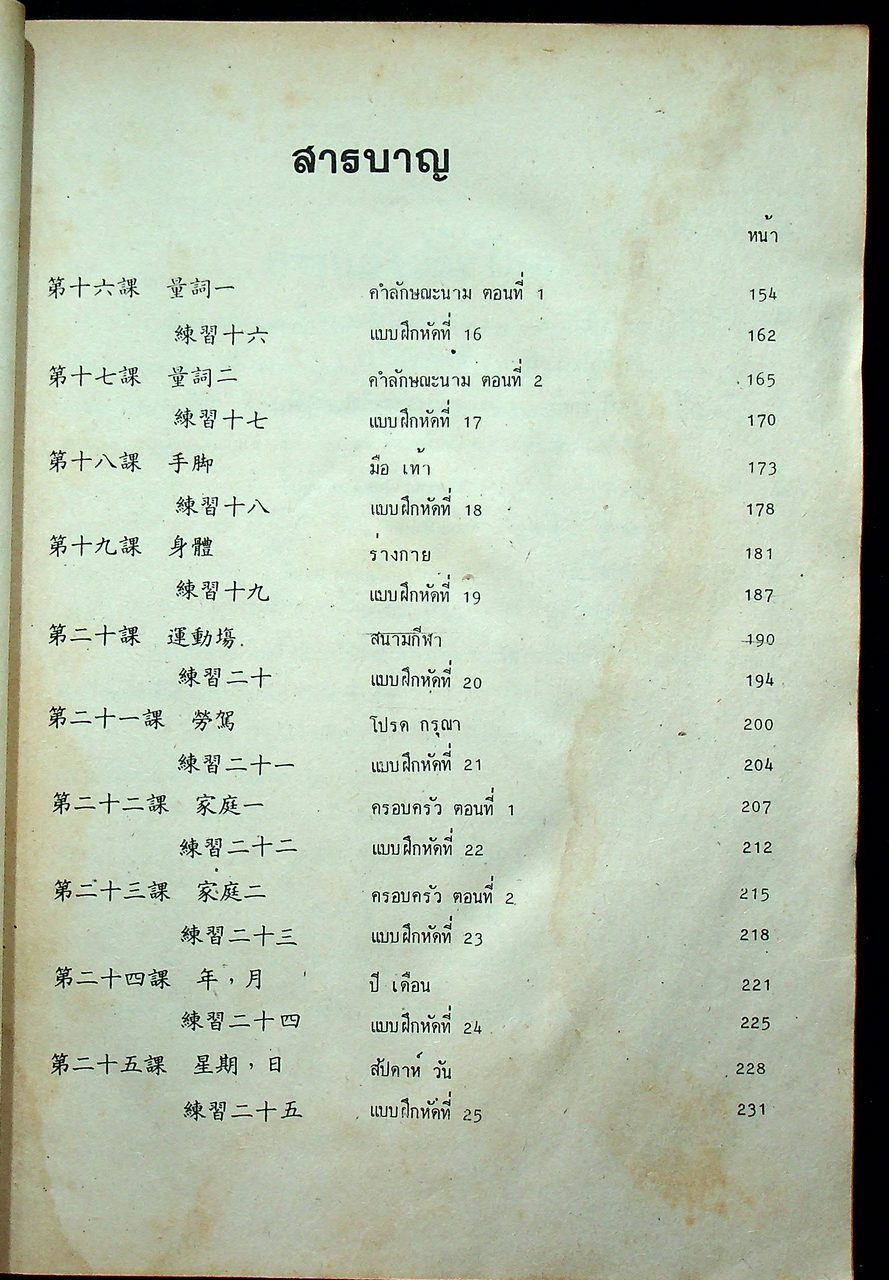 สารบาญ
หน้า
第十六課 量詞一 คำลักษณะนาม ตอนที่ 1 154
練習十六 แบบฝึกหัดที่ 16 162
第十七課 量詞二 คำลักษณะนาม ตอนที่ 2 165
練習十七 แบบฝึกหัดที่ 17 170
第十八課 手脚 มือ เท้า 173
練習十八 แบบฝึกหัดที่ 18 178
第十九課 身體 ร่างกาย 181
練習十九 แบบฝึกหัดที่ 19 187
第二十課 運動塲 สนามกีฬา 190
練習二十 แบบฝึกหัดที่ 20 194
第二十一課 勞駕 โปรด กรุณา 200
練習二十一 แบบฝึกหัดที่ 21 204
第二十二課 家庭一 ครอบครัว ตอนที่ 1 207
練習二十二 แบบฝึกหัดที่ 22 212
第二十三課 家庭二 ครอบครัว ตอนที่ 2 215
練習二十三 แบบฝึกหัดที่ 23 218
第二十四課 年，月 ปี เดือน 221
練習二十四 แบบฝึกหัดที่ 24 225
第二十五課 星期，日 สัปดาห์ วัน 228
練習二十五 แบบฝึกหัดที่ 25 231